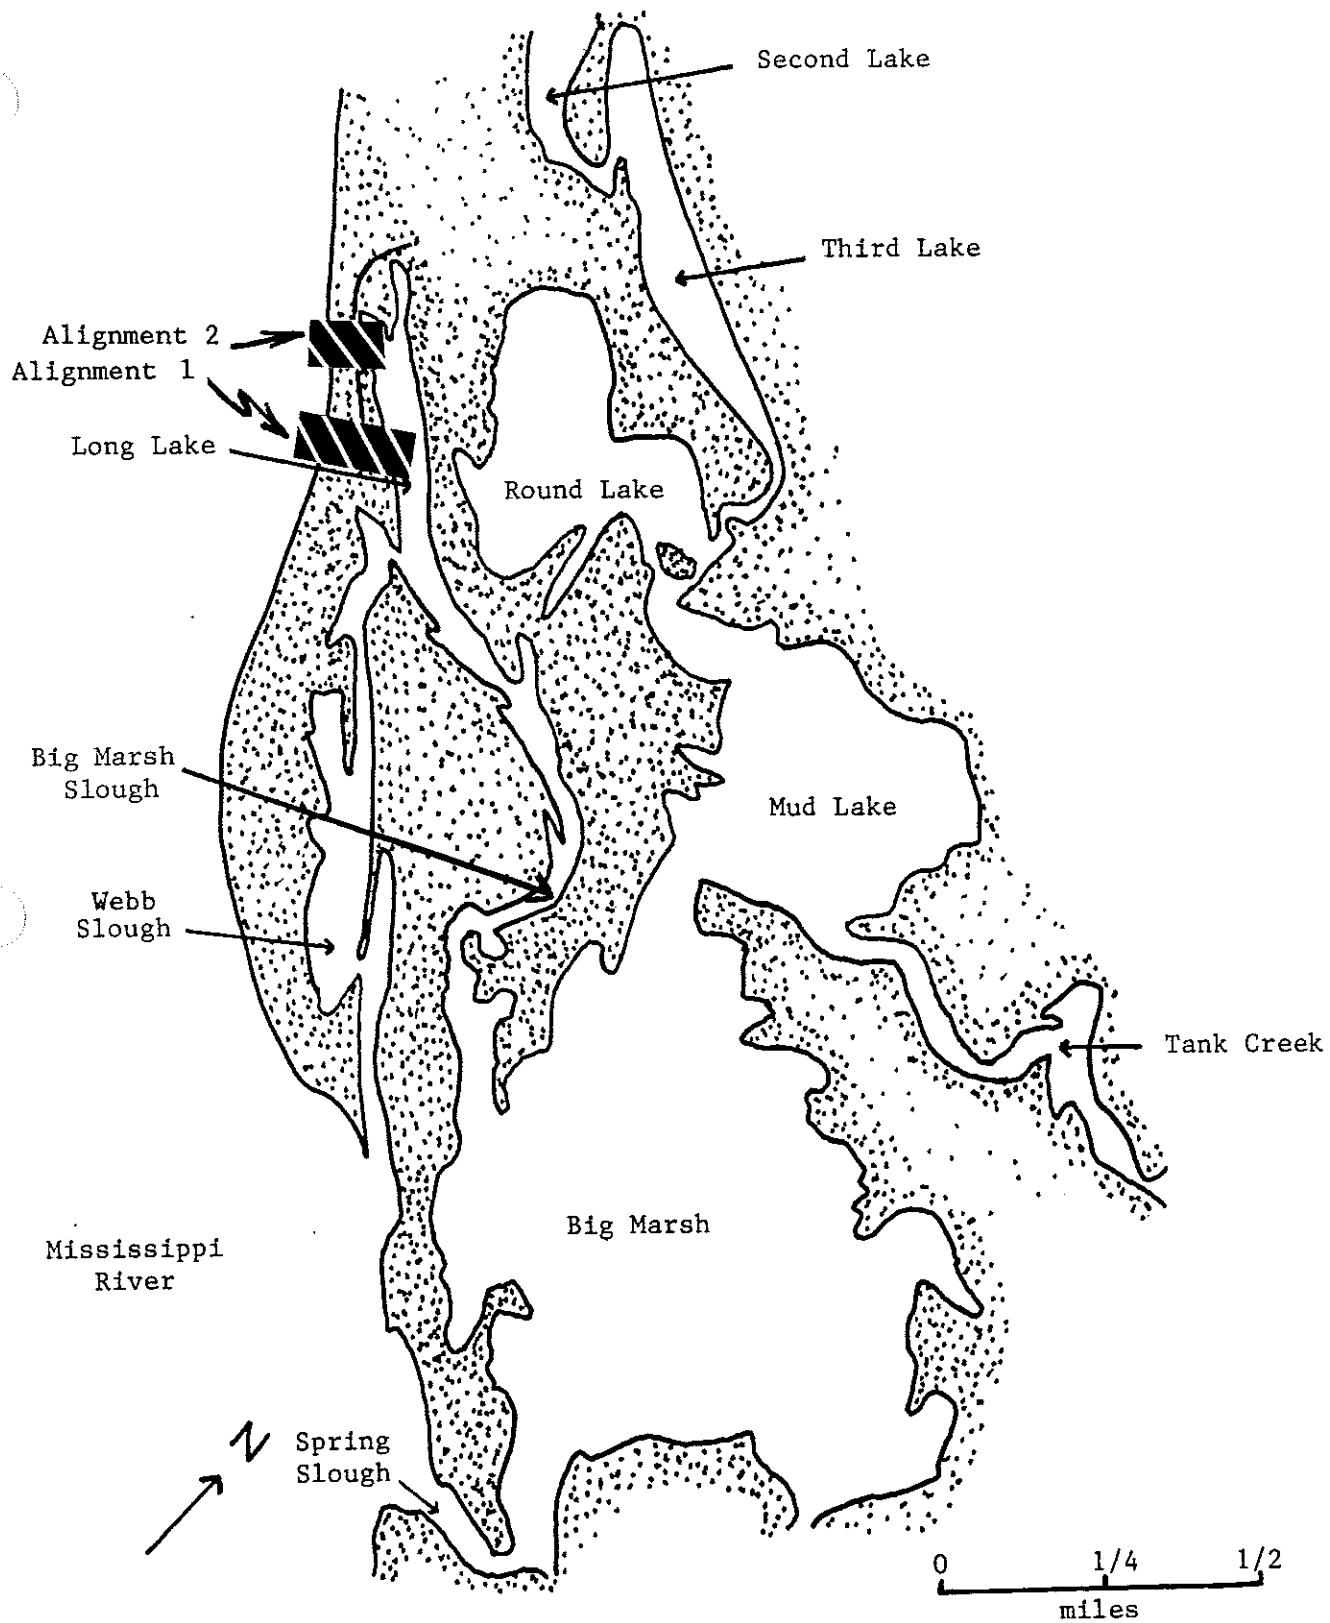 Second Lake
Third Lake
Alignment 2
Alignment 1
Long Lake
Round Lake
Big Marsh
Slough
Mud Lake
Webb
Slough
Tank Creek
Big Marsh
Mississippi
River
N
Spring
Slough
0 1/4 1/2
miles